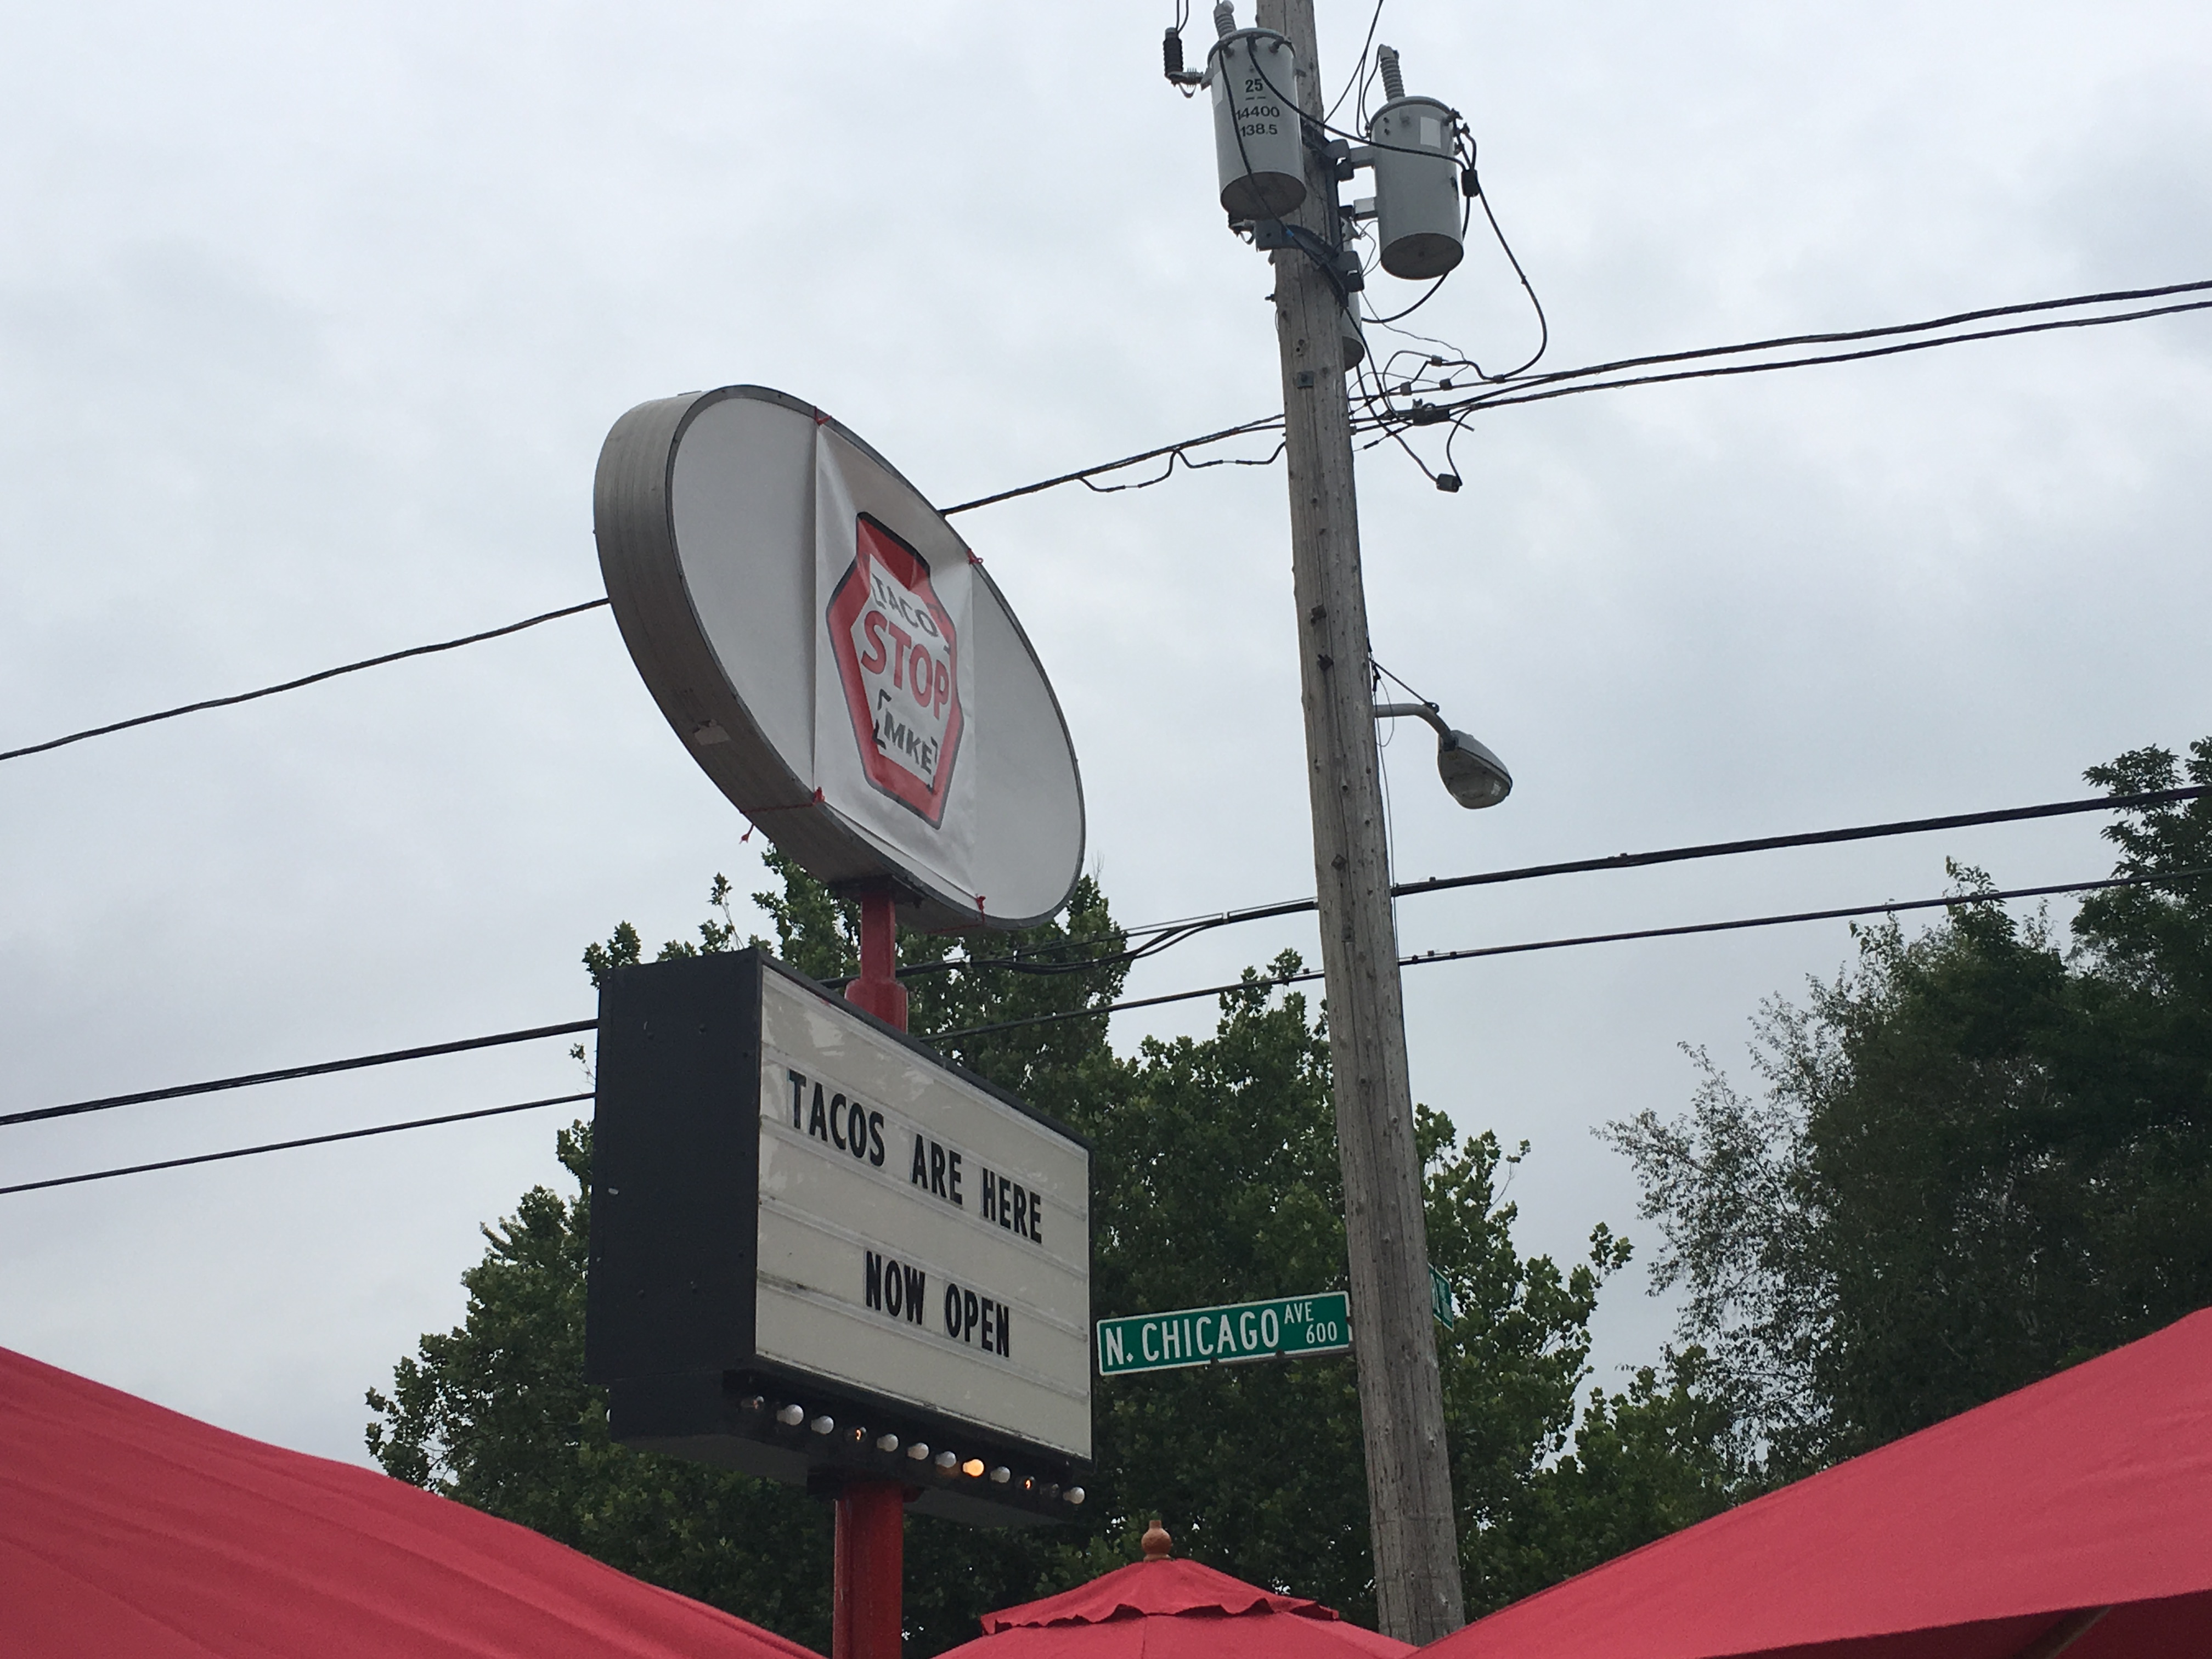 25
14400
138.5
TACO
STOP
MKE
TACOS ARE HERE
NOW OPEN
N. CHICAGO AVE
600